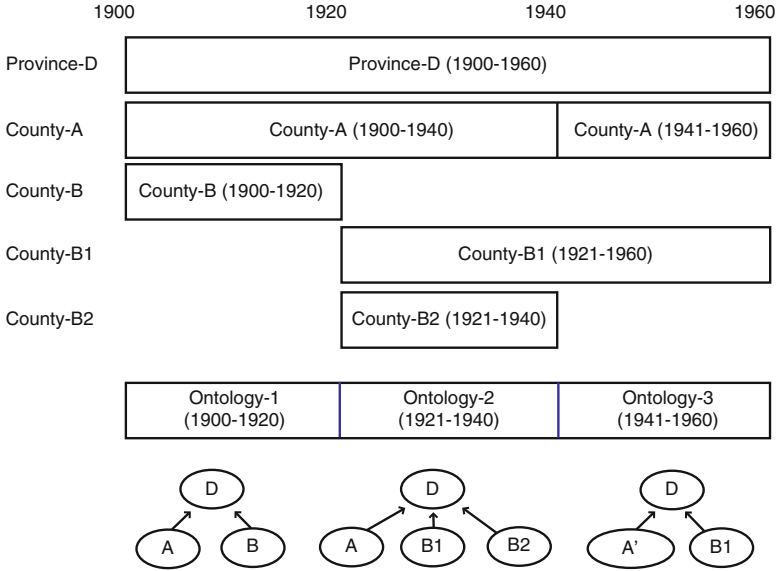 1900 1920 1940 1960
Province-D Province-D (1900-1960)
County-A County-A (1900-1940) County-A (1941-1960)
County-B County-B (1900-1920)
County-B1 County-B1 (1921-1960)
County-B2 County-B2 (1921-1940)
Ontology-1 Ontology-2 Ontology-3
(1900-1920) (1921-1940) (1941-1960)
D D D
A B A B1 B2 A' B1